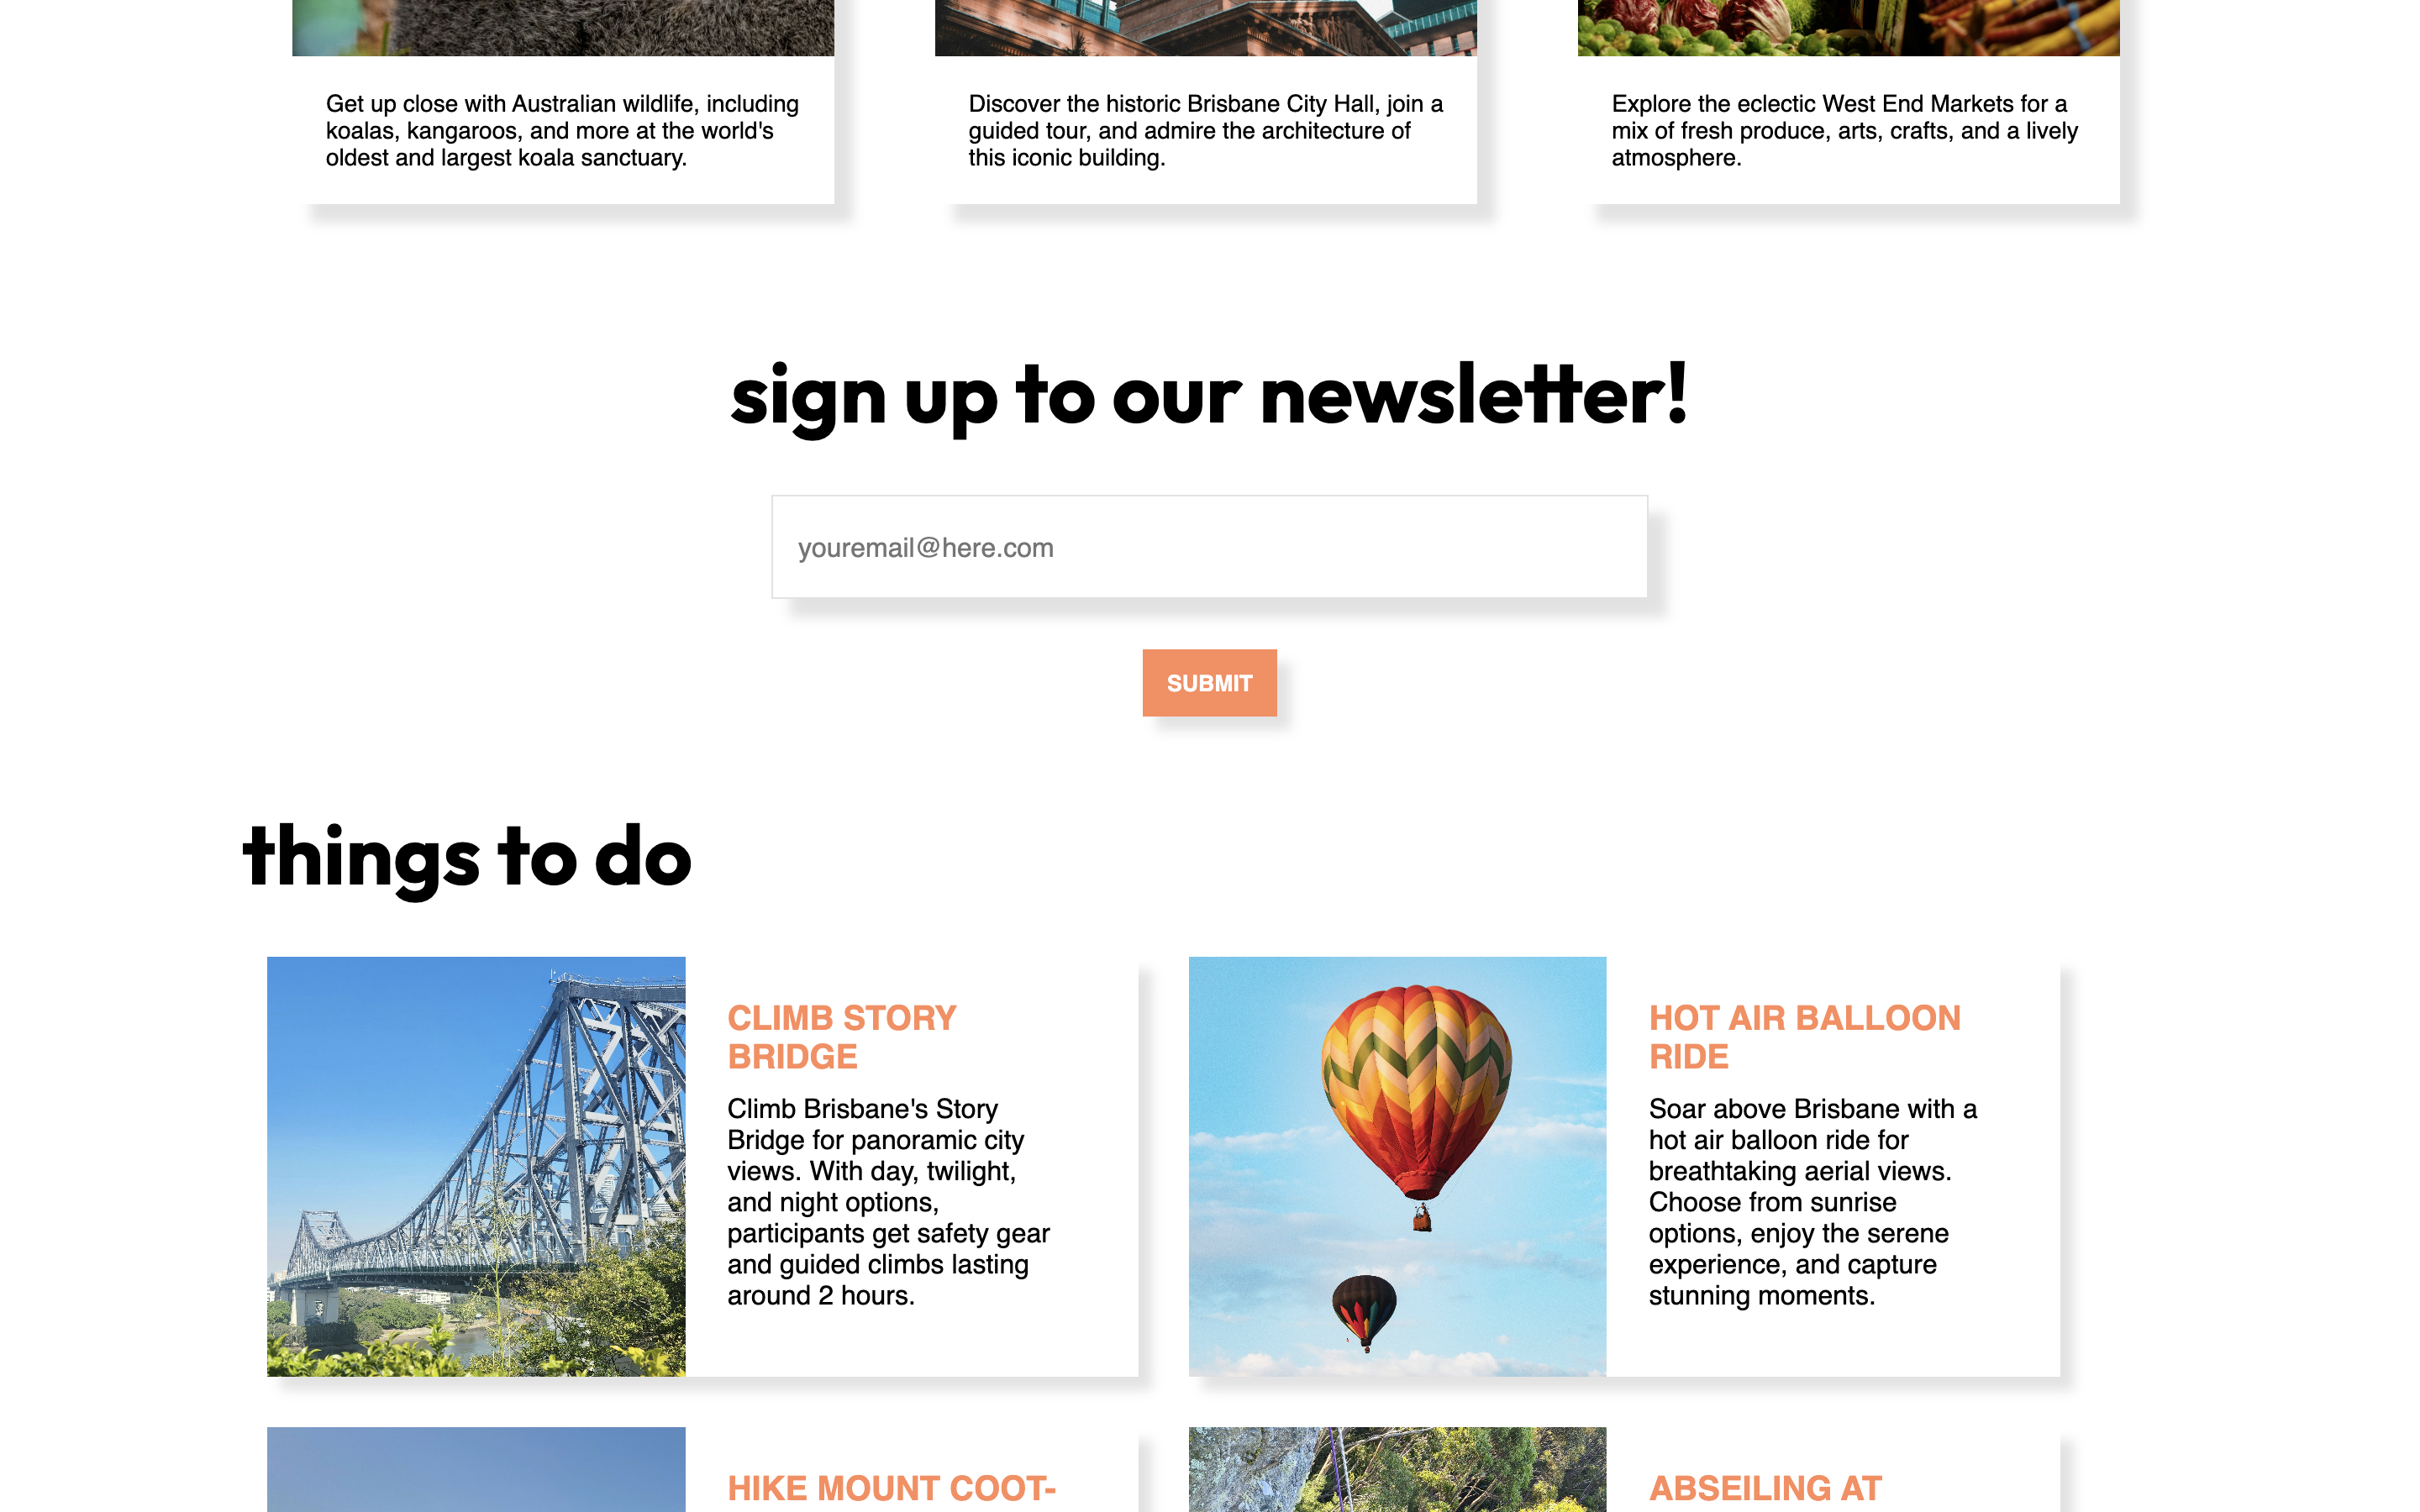 Get up close with Australian wildlife, including
koalas, kangaroos, and more at the world's
oldest and largest koala sanctuary.
Discover the historic Brisbane City Hall, join a
guided tour, and admire the architecture of
this iconic building.
Explore the eclectic West End Markets for a
mix of fresh produce, arts, crafts, and a lively
atmosphere.
sign up to our newsletter!
youremail@here.com
SUBMIT
things to do
CLIMB STORY
BRIDGE
Climb Brisbane's Story
Bridge for panoramic city
views. With day, twilight,
and night options,
participants get safety gear
and guided climbs lasting
around 2 hours.
HOT AIR BALLOON
RIDE
Soar above Brisbane with a
hot air balloon ride for
breathtaking aerial views.
Choose from sunrise
options, enjoy the serene
experience, and capture
stunning moments.
HIKE MOUNT COOT-
ABSEILING AT